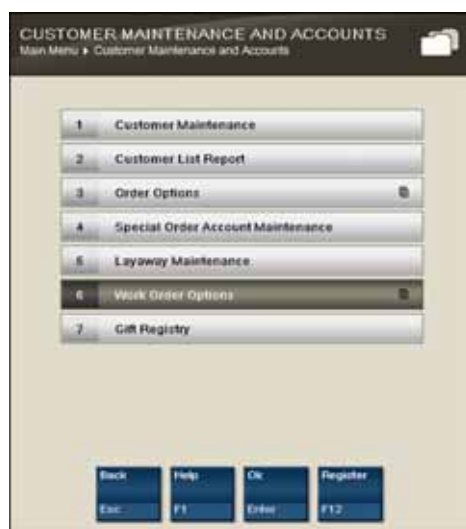 CUSTOMER MAINTENANCE AND ACCOUNTS
Main Menu ▸ Customer Maintenance and Accounts
1 Customer Maintenance
2 Customer List Report
3 Order Options
4 Special Order Account Maintenance
5 Layaway Maintenance
6 Work Order Options
7 Gift Registry
Back Help Ok Register
Esc F1 Enter F12